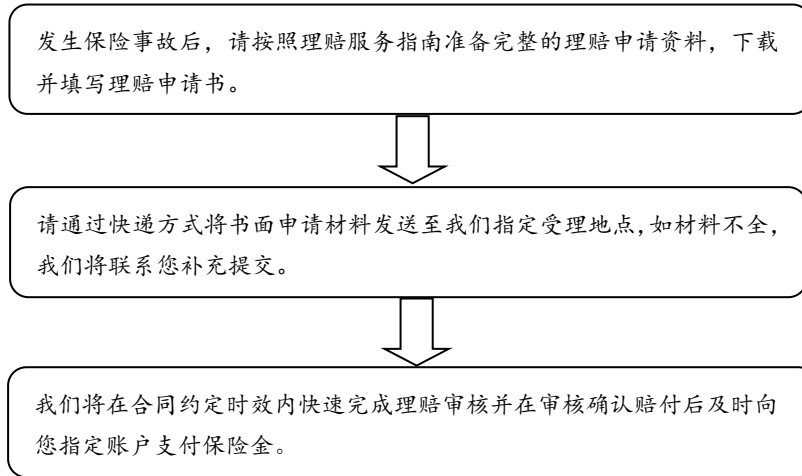 发生保险事故后，请按照理赔服务指南准备完整的理赔申请资料，下载
并填写理赔申请书。
请通过快递方式将书面申请材料发送至我们指定受理地点，如材料不全，
我们将联系您补充提交。
我们将在合同约定时效内快速完成理赔审核并在审核确认赔付后及时向
您指定账户支付保险金。